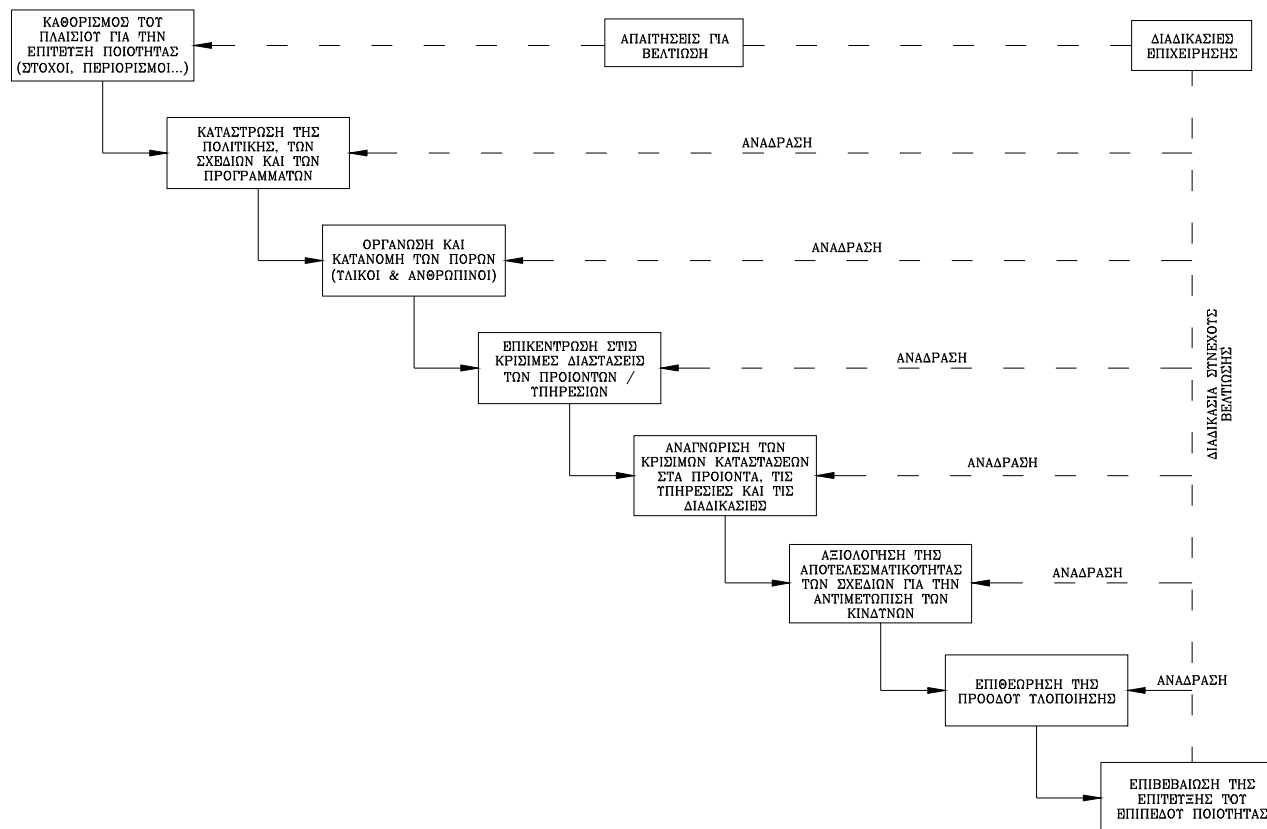 ΚΑΘΟΡΙΣΜΟΣ ΤΟΥ
ΠΛΑΙΣΙΟΥ ΓΙΑ ΤΗΝ
ΕΠΙΤΕΥΞΗ ΠΟΙΟΤΗΤΑΣ
(ΣΤΟΧΟΙ, ΠΕΡΙΟΡΙΣΜΟΙ...)
ΑΠΑΙΤΗΣΕΙΣ ΓΙΑ
ΒΕΛΤΙΩΣΗ
ΔΙΑΔΙΚΑΣΙΕΣ
ΕΠΙΧΕΙΡΗΣΗΣ
ΚΑΤΑΣΤΡΩΣΗ ΤΗΣ
ΠΟΛΙΤΙΚΗΣ, ΤΩΝ
ΣΧΕΔΙΩΝ ΚΑΙ ΤΩΝ
ΠΡΟΓΡΑΜΜΑΤΩΝ
ΑΝΑΔΡΑΣΗ
ΟΡΓΑΝΩΣΗ ΚΑΙ
ΚΑΤΑΝΟΜΗ ΤΩΝ ΠΟΡΩΝ
(ΥΛΙΚΟΙ & ΑΝΘΡΩΠΙΝΟΙ)
ΑΝΑΔΡΑΣΗ
ΕΠΙΚΕΝΤΡΩΣΗ ΣΤΙΣ
ΚΡΙΣΙΜΕΣ ΔΙΑΣΤΑΣΕΙΣ
ΤΩΝ ΠΡΟΙΟΝΤΩΝ /
ΥΠΗΡΕΣΙΩΝ
ΑΝΑΔΡΑΣΗ
ΔΙΑΔΙΚΑΣΙΑ ΣΥΝΕΧΟΥΣ
ΒΕΛΤΙΩΣΗΣ
ΑΝΑΓΝΩΡΙΣΗ ΤΩΝ
ΚΡΙΣΙΜΩΝ ΚΑΤΑΣΤΑΣΕΩΝ
ΣΤΑ ΠΡΟΙΟΝΤΑ, ΤΙΣ
ΥΠΗΡΕΣΙΕΣ ΚΑΙ ΤΙΣ
ΔΙΑΔΙΚΑΣΙΕΣ
ΑΝΑΔΡΑΣΗ
ΑΞΙΟΛΟΓΗΣΗ ΤΗΣ
ΑΠΟΤΕΛΕΣΜΑΤΙΚΟΤΗΤΑΣ
ΤΩΝ ΣΧΕΔΙΩΝ ΓΙΑ ΤΗΝ
ΑΝΤΙΜΕΤΩΠΙΣΗ ΤΩΝ
ΚΙΝΔΥΝΩΝ
ΑΝΑΔΡΑΣΗ
ΕΠΙΘΕΩΡΗΣΗ ΤΗΣ
ΠΡΟΟΔΟΥ ΥΛΟΠΟΙΗΣΗΣ
ΑΝΑΔΡΑΣΗ
ΕΠΙΒΕΒΑΙΩΣΗ ΤΗΣ
ΕΠΙΤΕΥΞΗΣ ΤΟΥ
ΕΠΙΠΕΔΟΥ ΠΟΙΟΤΗΤΑΣ